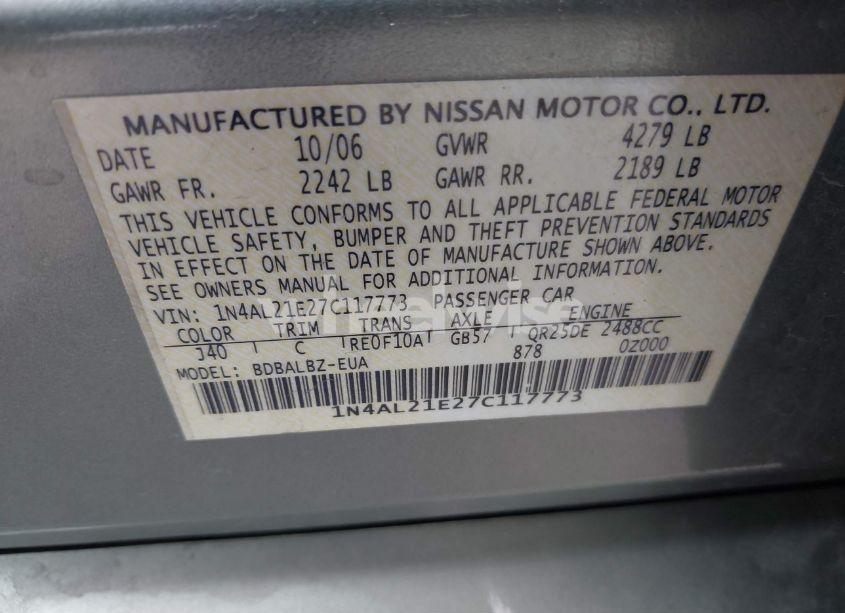 MANUFACTURED BY NISSAN MOTOR CO., LTD.
DATE 10/06 GVWR 4279 LB
GAWR FR. 2242 LB GAWR RR. 2189 LB
THIS VEHICLE CONFORMS TO ALL APPLICABLE FEDERAL MOTOR
VEHICLE SAFETY, BUMPER AND THEFT PREVENTION STANDARDS
IN EFFECT ON THE DATE OF MANUFACTURE SHOWN ABOVE.
SEE OWNERS MANUAL FOR ADDITIONAL INFORMATION.
VIN: 1N4AL21E27C117773 PASSENGER CAR
COLOR TRIM TRANS AXLE ENGINE
J40 C RE0F10A GB57 QR25DE 2488CC
MODEL: BDBALBZ-EUA 878 0Z000
1N4AL21E27C117773
wheelwise